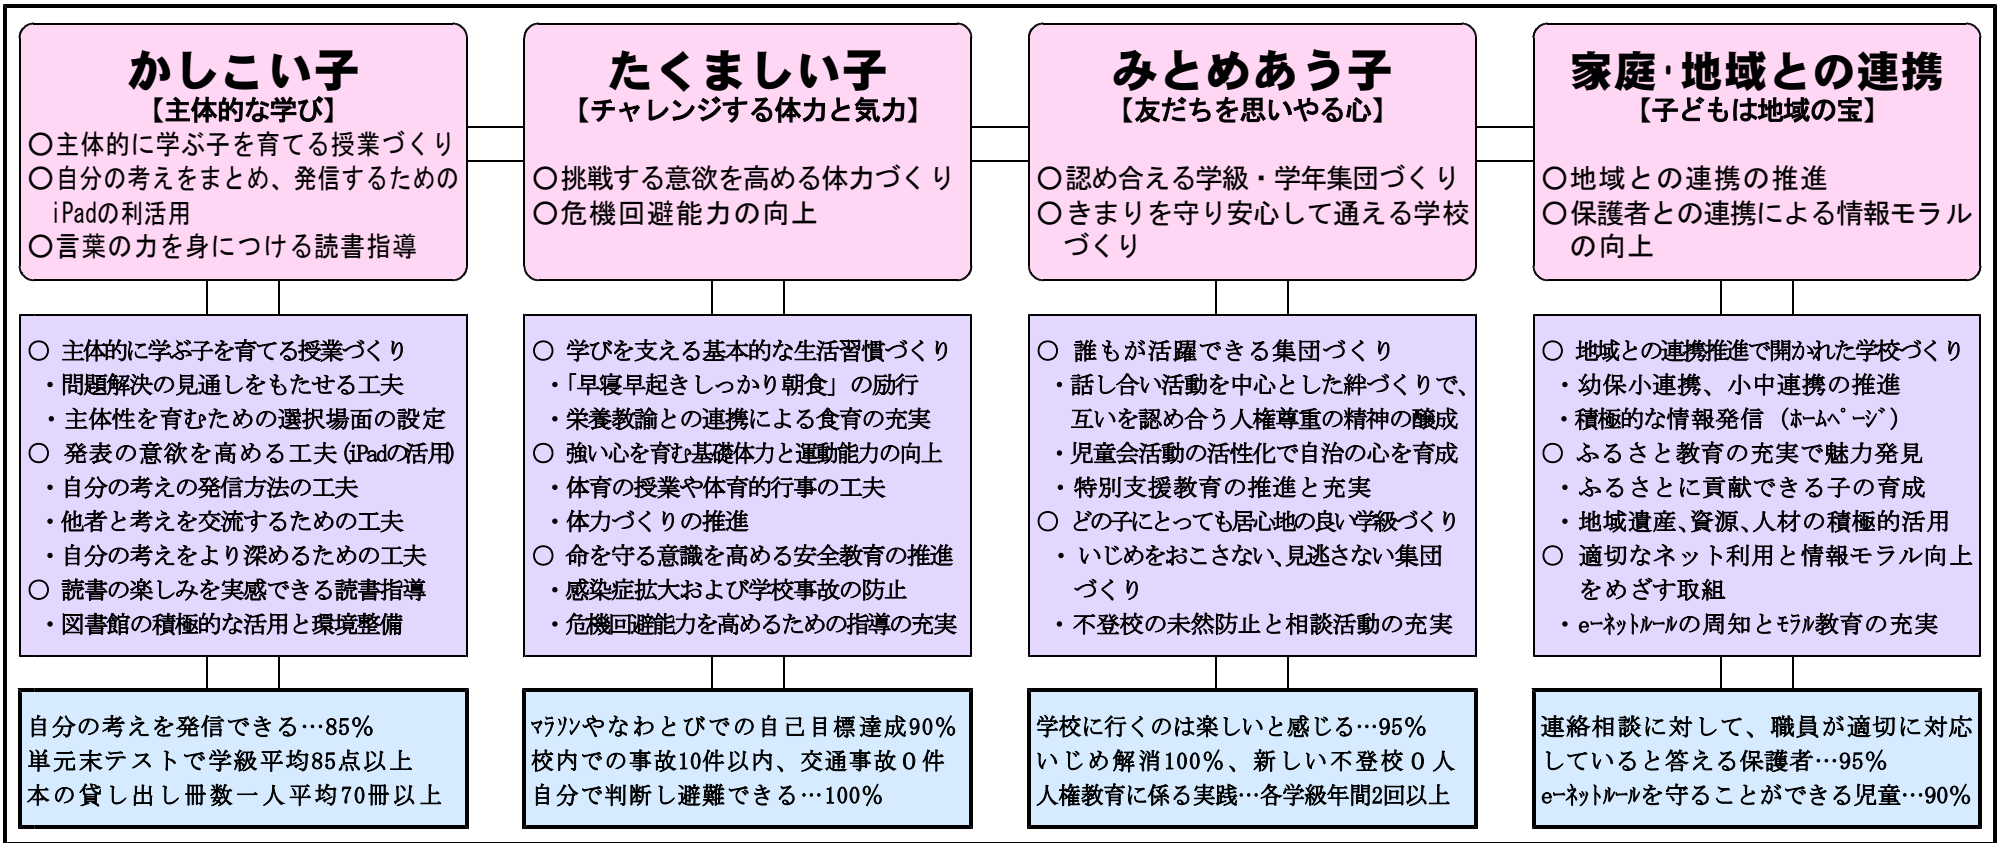 かしこい子
【主体的な学び】
〇主体的に学ぶ子を育てる授業づくり
〇自分の考えをまとめ、発信するための
iPadの利活用
〇言葉の力を身につける読書指導
〇 主体的に学ぶ子を育てる授業づくり
・問題解決の見通しをもたせる工夫
・主体性を育むための選択場面の設定
〇 発表の意欲を高める工夫(iPadの活用)
・自分の考えの発信方法の工夫
・他者と考えを交流するための工夫
・自分の考えをより深めるための工夫
〇 読書の楽しみを実感できる読書指導
・図書館の積極的な活用と環境整備
自分の考えを発信できる…85%
単元末テストで学級平均85点以上
本の貸し出し冊数一人平均70冊以上
たくましい子
【チャレンジする体力と気力】
〇挑戦する意欲を高める体力づくり
〇危機回避能力の向上
〇 学びを支える基本的な生活習慣づくり
・「早寝早起きしっかり朝食」の励行
・栄養教諭との連携による食育の充実
〇 強い心を育む基礎体力と運動能力の向上
・体育の授業や体育的行事の工夫
・体力づくりの推進
〇 命を守る意識を高める安全教育の推進
・感染症拡大および学校事故の防止
・危機回避能力を高めるための指導の充実
ﾏﾗｿﾝやなわとびでの自己目標達成90%
校内での事故10件以内、交通事故０件
自分で判断し避難できる…100%
みとめあう子
【友だちを思いやる心】
〇認め合える学級・学年集団づくり
〇きまりを守り安心して通える学校
づくり
〇 誰もが活躍できる集団づくり
・話し合い活動を中心とした絆づくりで、
互いを認め合う人権尊重の精神の醸成
・児童会活動の活性化で自治の心を育成
・特別支援教育の推進と充実
〇 どの子にとっても居心地の良い学級づくり
・ いじめをおこさない、見逃さない集団
づくり
・不登校の未然防止と相談活動の充実
学校に行くのは楽しいと感じる…95%
いじめ解消100%、新しい不登校０人
人権教育に係る実践…各学級年間2回以上
家庭･地域との連携
【子どもは地域の宝】
〇地域との連携の推進
〇保護者との連携による情報モラル
の向上
〇 地域との連携推進で開かれた学校づくり
・幼保小連携、小中連携の推進
・積極的な情報発信（ﾎｰﾑﾍﾟｰｼﾞ）
〇 ふるさと教育の充実で魅力発見
・ふるさとに貢献できる子の育成
・地域遺産、資源、人材の積極的活用
〇 適切なネット利用と情報モラル向上
をめざす取組
・eｰﾈｯﾄﾙｰﾙの周知とﾓﾗﾙ教育の充実
連絡相談に対して、職員が適切に対応
していると答える保護者…95%
eｰﾈｯﾄﾙｰﾙを守ることができる児童…90%